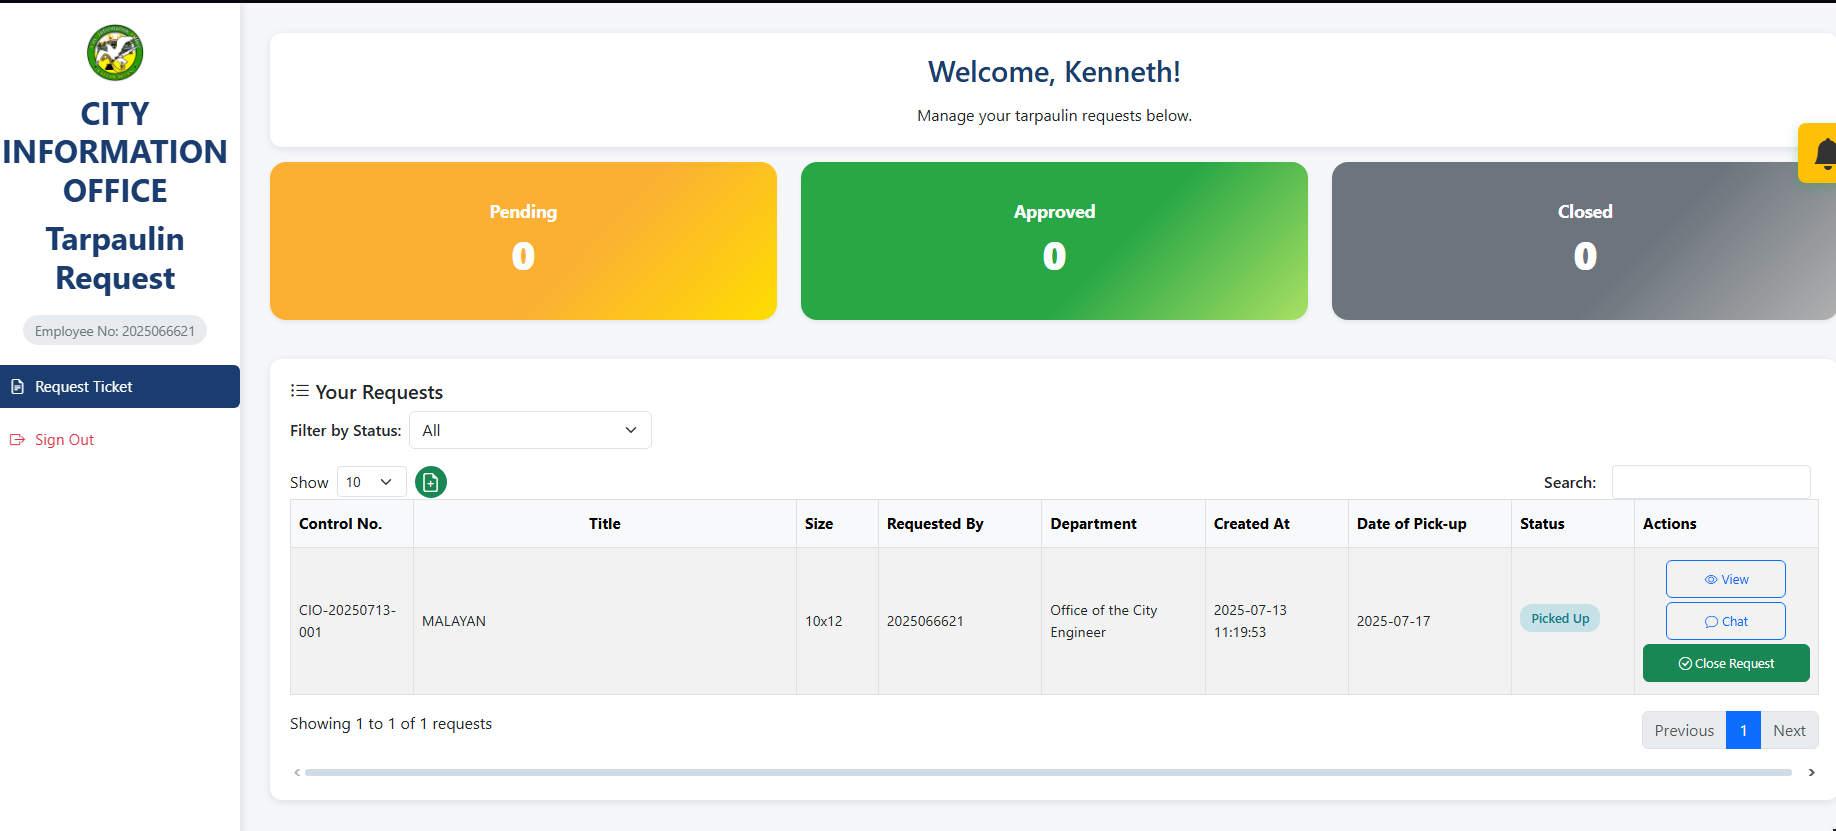 CITY
INFORMATION
OFFICE
Tarpaulin
Request
Employee No: 2025066621
Request Ticket
Sign Out
Welcome, Kenneth!
Manage your tarpaulin requests below.
Pending
0
Approved
0
Closed
0
Your Requests
Filter by Status: All
Show 10
Search:
Control No. Title Size Requested By Department Created At Date of Pick-up Status Actions
CIO-20250713-
001
MALAYAN
10x12
2025066621
Office of the City
Engineer
2025-07-13
11:19:53
2025-07-17
Picked Up
View
Chat
Close Request
Showing 1 to 1 of 1 requests
Previous 1 Next